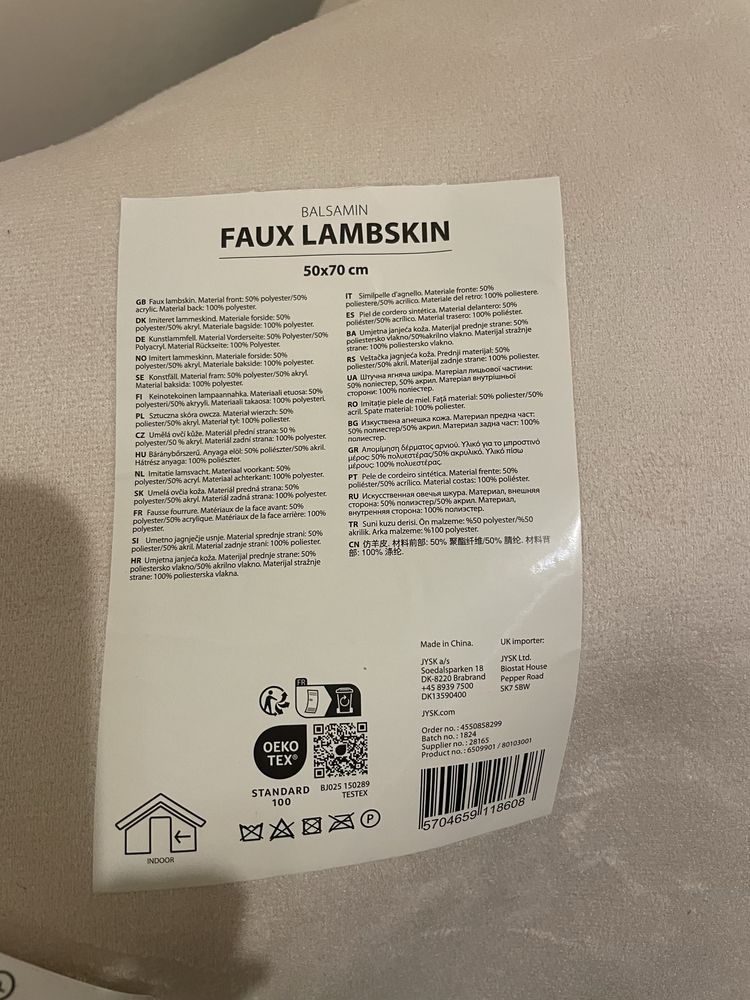 BALSAMIN
FAUX LAMBSKIN
50x70 cm
GB Faux lambskin. Material front: 50% polyester/50%
acrylic. Material back: 100% polyester.
DK Imiteret lammeskind. Materiale forside: 50%
polyester/50% akryl. Materiale bagside: 100% polyester.
DE Kunstlammfell. Material Vorderseite: 50% Polyester/50%
Polyacryl. Material Rückseite: 100% Polyester.
NO Imitert lammeskinn. Materiale forside: 50%
polyester/50% akryl. Materiale bakside: 100% polyester.
SE Konstfäll. Material fram: 50% polyester/50% akryl.
Material baksida: 100% polyester.
FI Keinotekoinen lampaannahka. Materiaali etuosa: 50%
polyesteri/50% akryyli. Materiaali takaosa: 100% polyesteri.
PL Sztuczna skóra owcza. Materiał wierzch: 50%
poliester/50% akryl. Materiał tył: 100% poliester.
CZ Umělá ovčí kůže. Materiál přední strana: 50 %
polyester/50 % akryl. Materiál zadní strana: 100% polyester.
HU Báránybőrszerű. Anyaga elöl: 50% poliészter/50% akril.
Hátrész anyaga: 100% poliészter.
NL Imitatie lamsvacht. Materiaal voorkant: 50%
polyester/50% acryl. Materiaal achterkant: 100% polyester.
SK Umelá ovčia koža. Materiál predná strana: 50%
polyester/50% akryl. Materiál zadná strana: 100% polyester.
FR Fausse fourrure. Matériaux de la face avant: 50%
polyester/50% acrylique. Matériaux de la face arrière: 100%
polyester.
SI Umetno jagnječje usnje. Material sprednje strani: 50%
poliester/50% akril. Material zadnje strani: 100% poliester.
HR Umjetna janjeća koža. Materijal prednje strane: 50%
poliestersko vlakno/50% akrilno vlakno. Materijal stražnje
strane: 100% poliesterska vlakna.
IT Similpelle d'agnello. Materiale fronte: 50%
poliestere/50% acrilico. Materiale del retro: 100% poliestere.
ES Piel de cordero sintética. Material delantero: 50%
poliéster/50% acrílico. Material trasero: 100% poliéster.
BA Umjetna janjeća koža. Materijal prednje strane: 50%
poliestersko vlakno/50%akrilno vlakno. Materijal stražnje
strane: 100% poliestersko vlakno.
RS Veštačka jagnjeća koža. Prednji materijal: 50%
poliester/50% akril. Materijal zadnje strane: 100% poliester.
UA Штучна ягняча шкіра. Матеріал лицьової частини:
50% поліестер, 50% акрил. Матеріал внутрішньої
сторони: 100% поліестер.
RO Imitație piele de miel. Față material: 50% poliester/50%
acril. Spate material: 100% poliester.
BG Изкуствена агнешка кожа. Материал предна част:
50% полиестер/50% акрил. Материал задна част: 100%
полиестер.
GR Απομίμηση δέρματος αρνιού. Υλικό για το μπροστινό
μέρος: 50% πολυεστέρας/50% ακρυλικό. Υλικό πίσω
μέρους: 100% πολυεστέρας.
PT Pele de cordeiro sintética. Material frente: 50%
poliéster/50% acrílico. Material costas: 100% poliéster.
RU Искусственная овечья шкура. Материал, внешняя
сторона: 50% полиэстер/50% акрил. Материал,
внутренняя сторона: 100% полиэстер.
TR Suni kuzu derisi. Ön malzeme: %50 polyester/%50
akrilik. Arka malzeme: %100 polyester.
CN 仿羊皮. 材料前部: 50% 聚酯纤维/50% 腈纶. 材料背
部: 100% 涤纶.
Made in China.
JYSK a/s
Soedalsparken 18
DK-8220 Brabrand
+45 8939 7500
DK13590400
JYSK.com
UK importer:
JYSK Ltd.
Biostat House
Pepper Road
SK7 5BW
Order no.: 4550858299
Batch no.: 1824
Supplier no.: 28165
Product no.: 6509901 / 80103001
5704659 118608
FR
OEKO
TEX®
STANDARD
100
BJ025 150289
TESTEX
P
INDOOR